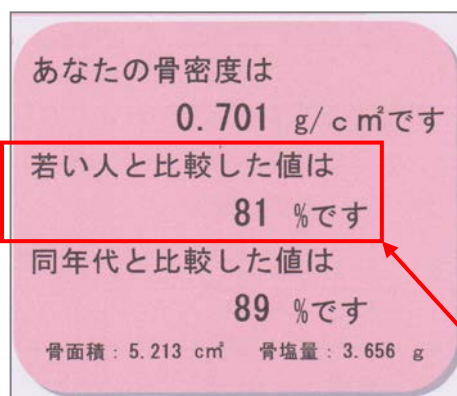 あなたの骨密度は
0.701 g/c㎡です
若い人と比較した値は
81 %です
同年代と比較した値は
89 %です
骨面積：5.213 c㎡ 骨塩量：3.656 g